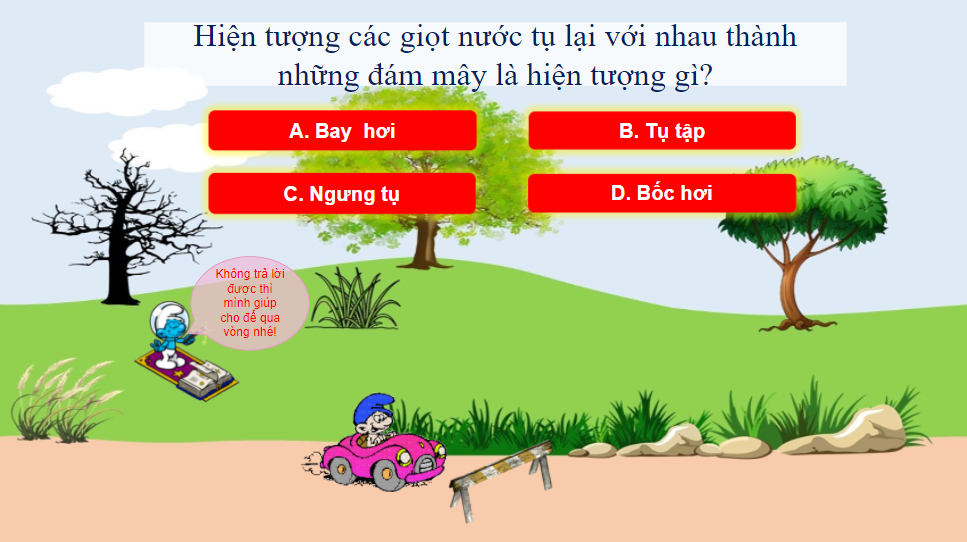 Hiện tượng các giọt nước tụ lại với nhau thành
những đám mây là hiện tượng gì?
A. Bay hơi
B. Tụ tập
C. Ngưng tụ
D. Bốc hơi
Không trả lời
được thì
mình giúp
cho để qua
vòng nhé!